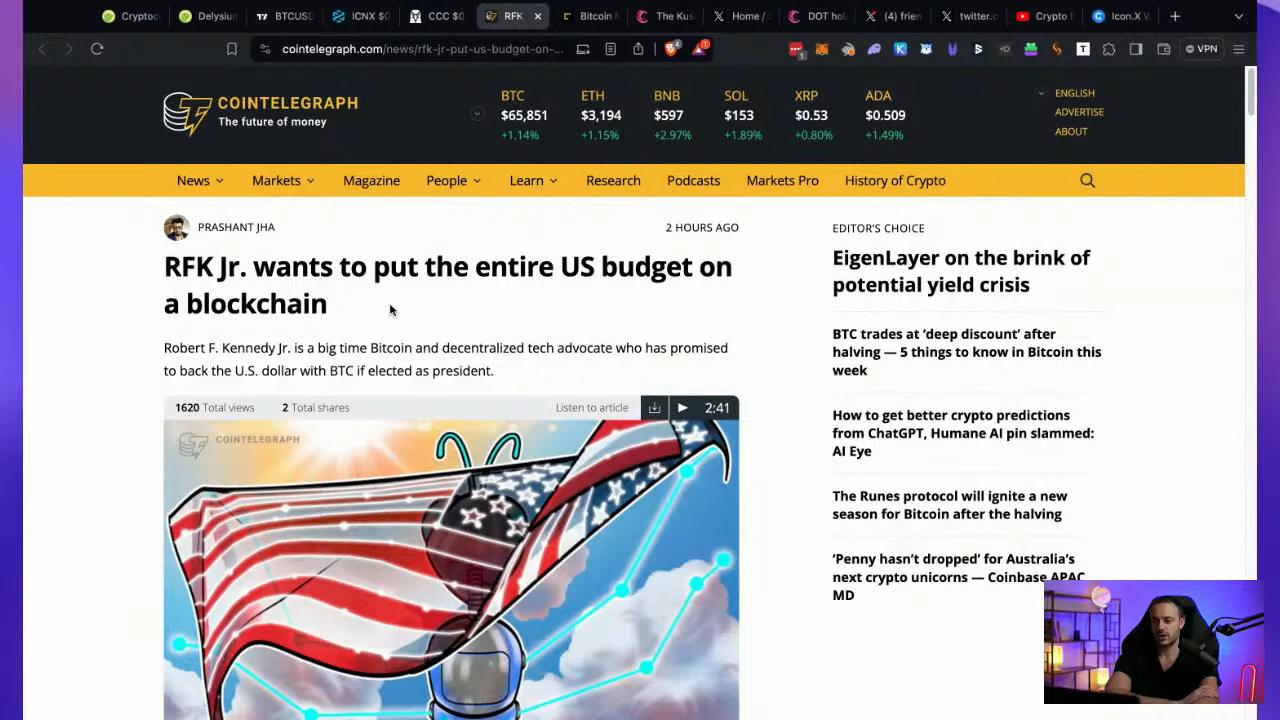 Cryptoc
Delysiu
BTCUSD
ICNX $0
CCC $0
RFK
Bitcoin M
The Kus
Home /
DOT hol
(4) frien
twitter.c
Crypto
Icon.X
cointelegraph.com/news/rfk-jr-put-us-budget-on-...
VPN
COINTELEGRAPH
The future of money
BTC
$65,851
+1.14%
ETH
$3,194
+1.15%
BNB
$597
+2.97%
SOL
$153
+1.89%
XRP
$0.53
+0.80%
ADA
$0.509
+1.49%
ENGLISH
ADVERTISE
ABOUT
News
Markets
Magazine
People
Learn
Research
Podcasts
Markets Pro
History of Crypto
PRASHANT JHA
2 HOURS AGO
RFK Jr. wants to put the entire US budget on
a blockchain
Robert F. Kennedy Jr. is a big time Bitcoin and decentralized tech advocate who has promised
to back the U.S. dollar with BTC if elected as president.
1620 Total views
2 Total shares
Listen to article
2:41
COINTELEGRAPH
EDITOR'S CHOICE
EigenLayer on the brink of
potential yield crisis
BTC trades at ‘deep discount’ after
halving — 5 things to know in Bitcoin this
week
How to get better crypto predictions
from ChatGPT, Humane AI pin slammed:
AI Eye
The Runes protocol will ignite a new
season for Bitcoin after the halving
‘Penny hasn’t dropped’ for Australia’s
next crypto unicorns — Coinbase APAC
MD